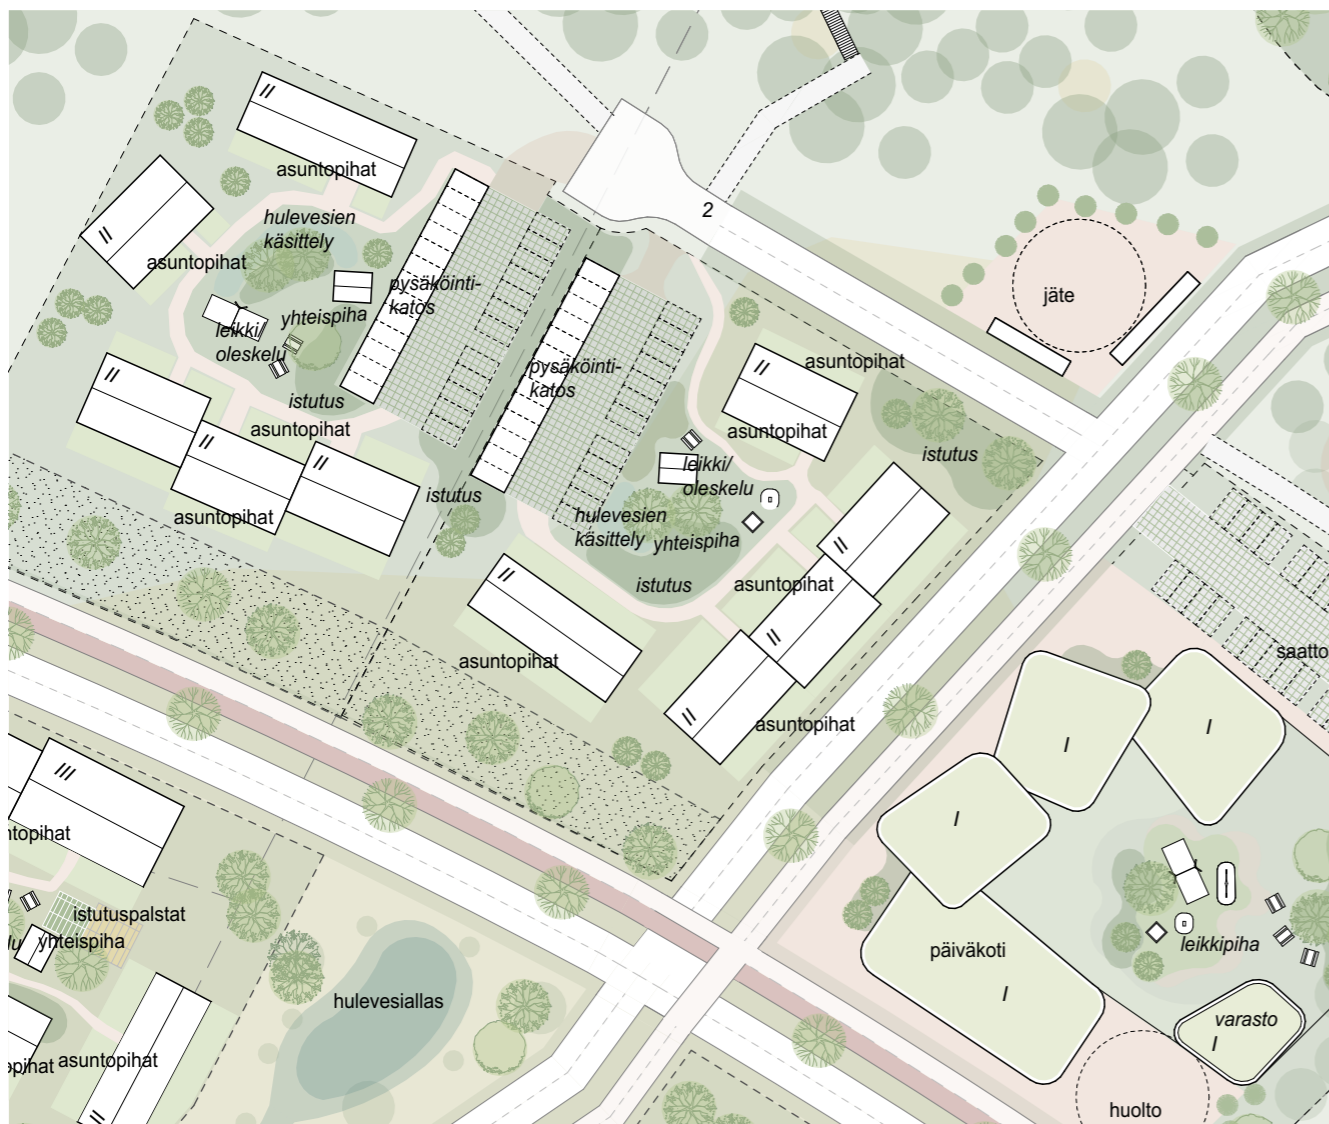 II
asuntopihat
2
hulevesien
käsittely
II
asuntopihat
pysäköinti-
katos
jäte
yhteispiha
leikki/
oleskelu
II
asuntopihat
pysäköinti-
katos
II
istutus
asuntopihat
asuntopihat
II
II
istutus
leikki/
oleskelu
istutus
asuntopihat
hulevesien
käsittely
yhteispiha
II
II
istutus
asuntopihat
II
saatto
asuntopihat
II
asuntopihat
I
I
III
ntopihat
I
istutuspalstat
yhteispiha
lu
päiväkoti
leikkipiha
I
hulevesiallas
varasto
I
asuntopihat
opihat
II
huolto